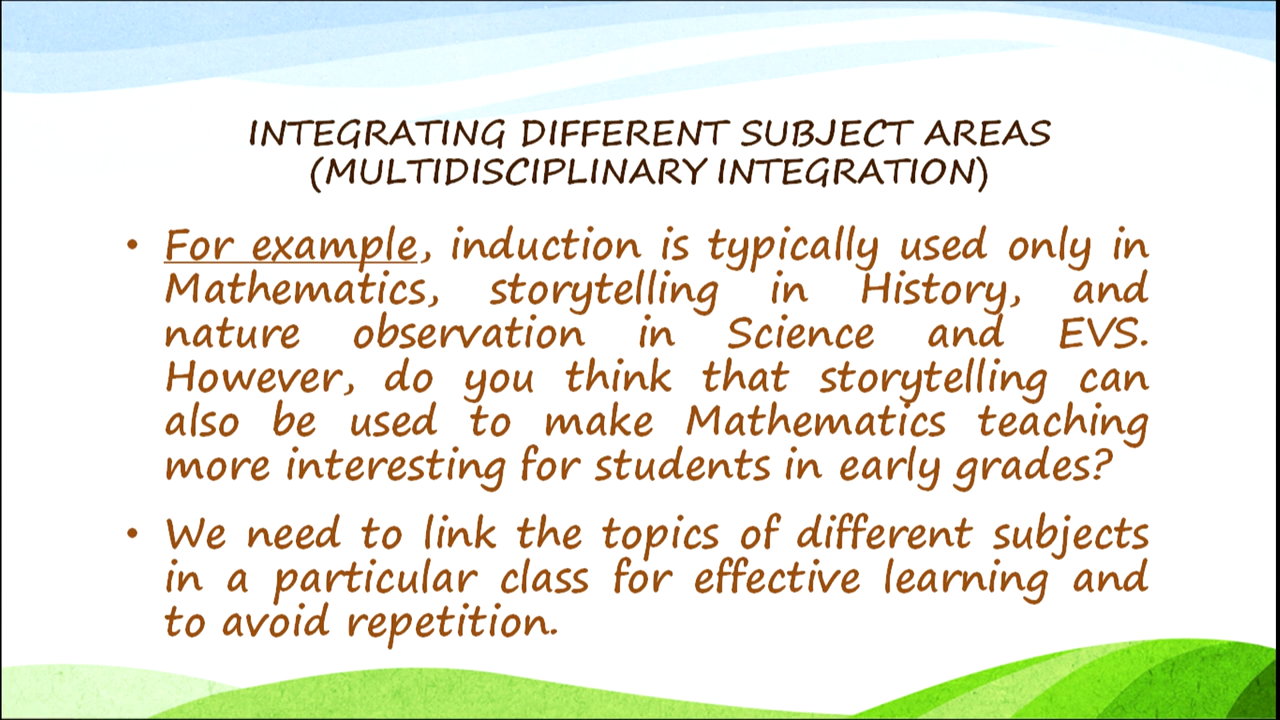 INTEGRATING DIFFERENT SUBJECT AREAS
(MULTIDISCIPLINARY INTEGRATION)
• For example, induction is typically used only in
Mathematics, storytelling in History, and
nature observation in Science and EVS.
However, do you think that storytelling can
also be used to make Mathematics teaching
more interesting for students in early grades?
• We need to link the topics of different subjects
in a particular class for effective learning and
to avoid repetition.